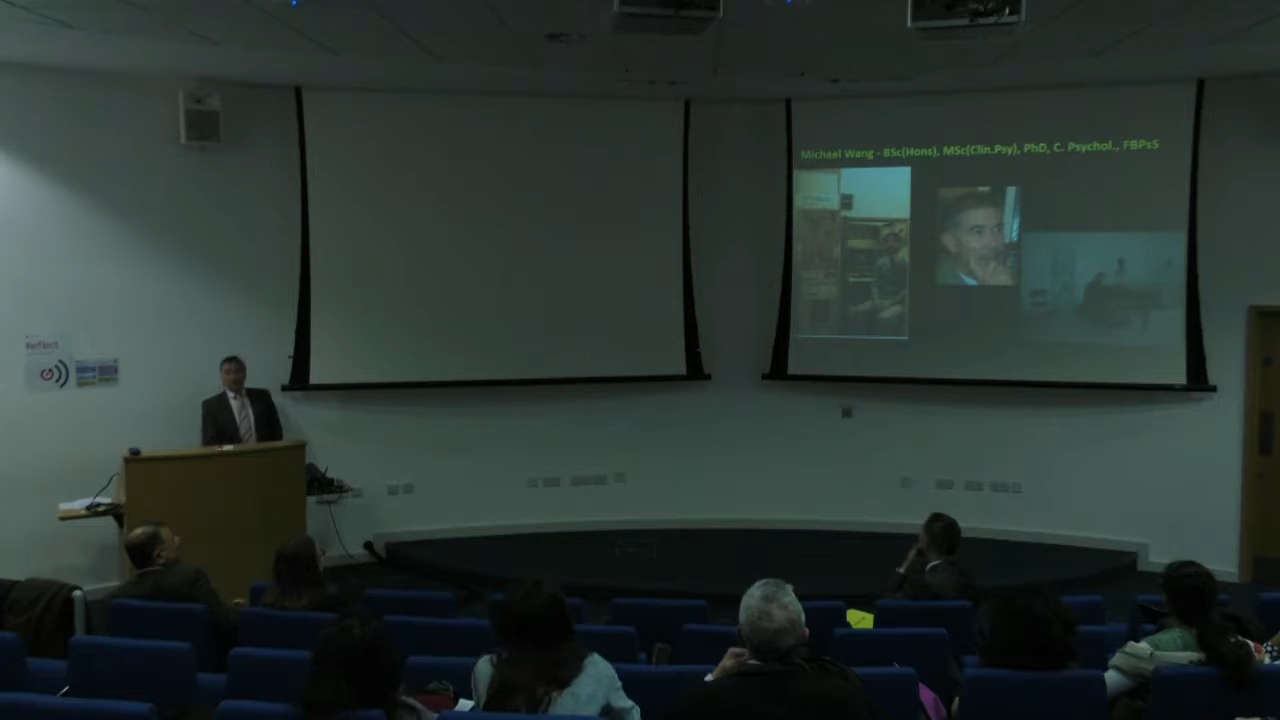 Michael Wang - BSc(Hons), MSc(Clin.Psy), PhD, C. Psychol., FBPsS
Reflect